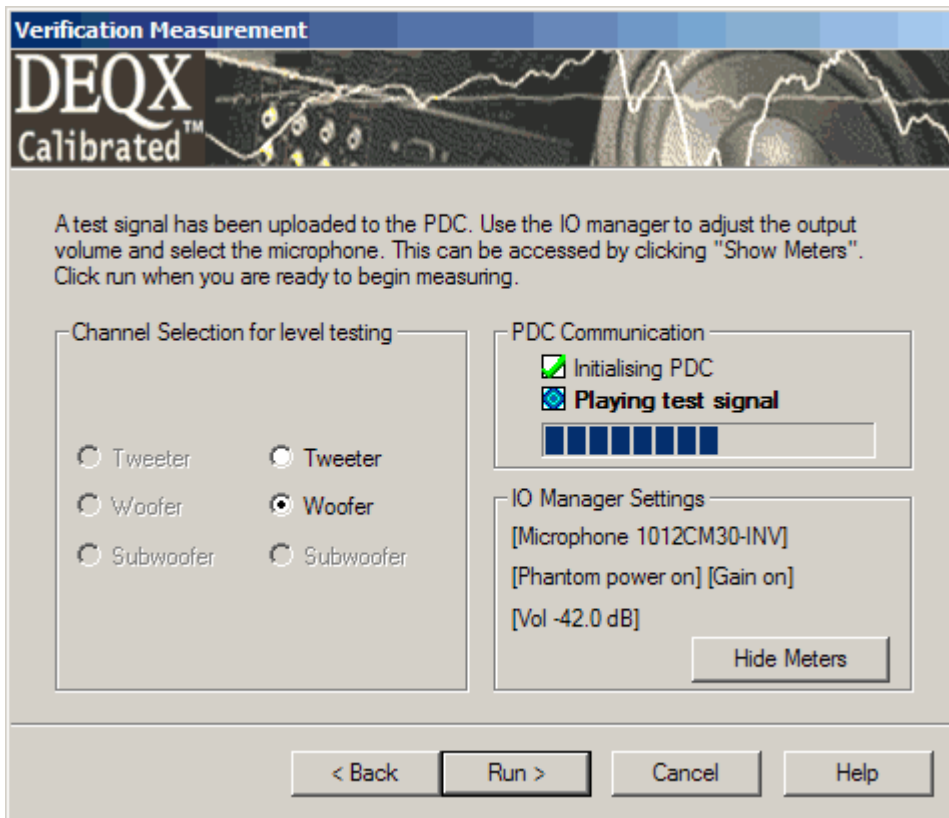 Verification Measurement
DEQX
Calibrated™
A test signal has been uploaded to the PDC. Use the IO manager to adjust the output
volume and select the microphone. This can be accessed by clicking "Show Meters".
Click run when you are ready to begin measuring.
Channel Selection for level testing
Tweeter Tweeter
Woofer Woofer
Subwoofer Subwoofer
PDC Communication
Initialising PDC
Playing test signal
IO Manager Settings
[Microphone 1012CM30-INV]
[Phantom power on] [Gain on]
[Vol -42.0 dB]
Hide Meters
< Back Run > Cancel Help